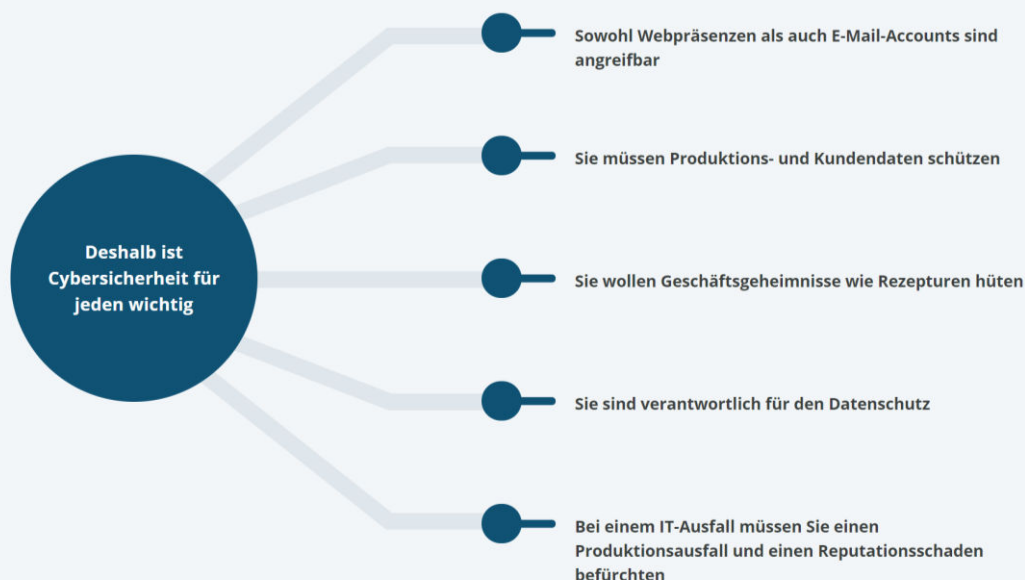 Deshalb ist
Cybersicherheit für
jeden wichtig
Sowohl Webpräsenzen als auch E-Mail-Accounts sind
angreifbar
Sie müssen Produktions- und Kundendaten schützen
Sie wollen Geschäftsgeheimnisse wie Rezepturen hüten
Sie sind verantwortlich für den Datenschutz
Bei einem IT-Ausfall müssen Sie einen
Produktionsausfall und einen Reputationsschaden
befürchten